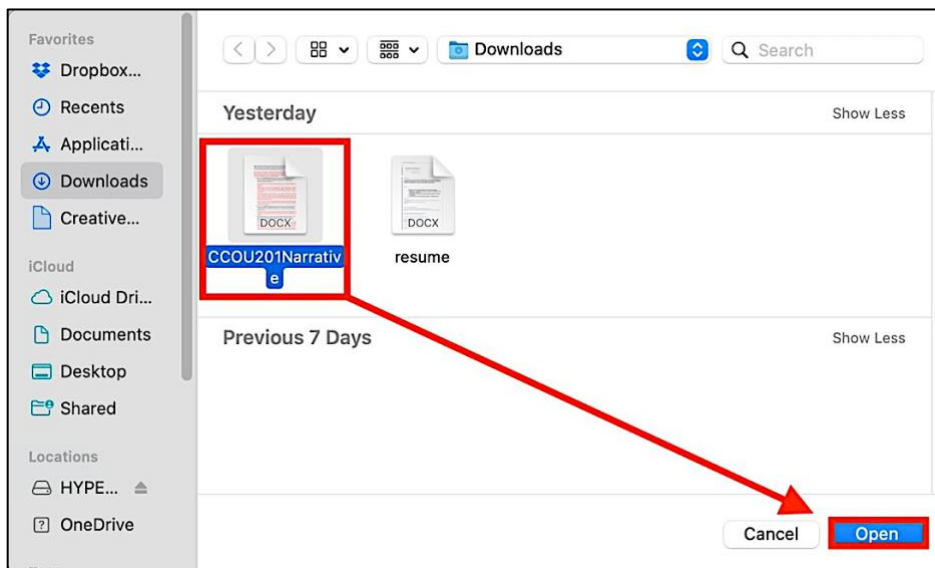 Favorites
Dropbox...
Recents
Applicati...
Downloads
Creative...
iCloud
iCloud Dri...
Documents
Desktop
Shared
Locations
HYPE...
OneDrive
Downloads
Search
Yesterday
Show Less
DOCX
CCOU201Narrativ
e
DOCX
resume
Previous 7 Days
Show Less
Cancel
Open